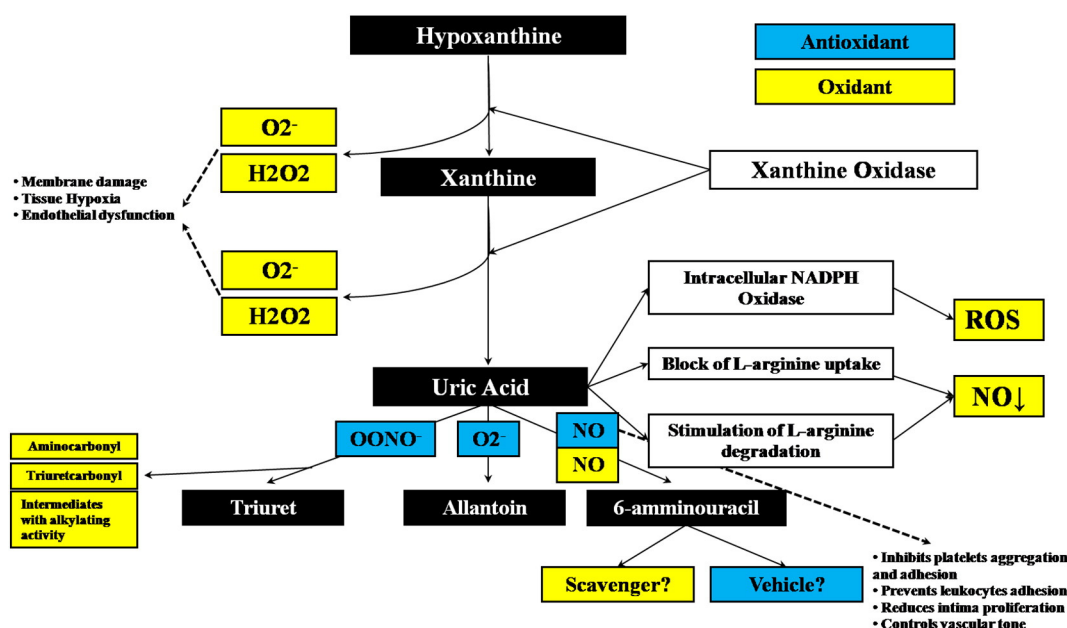 Hypoxanthine
Antioxidant
Oxidant
O2-
H2O2
Xanthine
Xanthine Oxidase
• Membrane damage
• Tissue Hypoxia
• Endothelial dysfunction
O2-
H2O2
Intracellular NADPH
Oxidase
ROS
Block of L-arginine uptake
NO↓
Uric Acid
Stimulation of L-arginine
degradation
OONO-
O2-
NO
NO
Aminocarbonyl
Triuretcarbonyl
Intermediates
with alkylating
activity
Triuret
Allantoin
6-amminouracil
Scavenger?
Vehicle?
• Inhibits platelets aggregation
and adhesion
• Prevents leukocytes adhesion
• Reduces intima proliferation
• Controls vascular tone